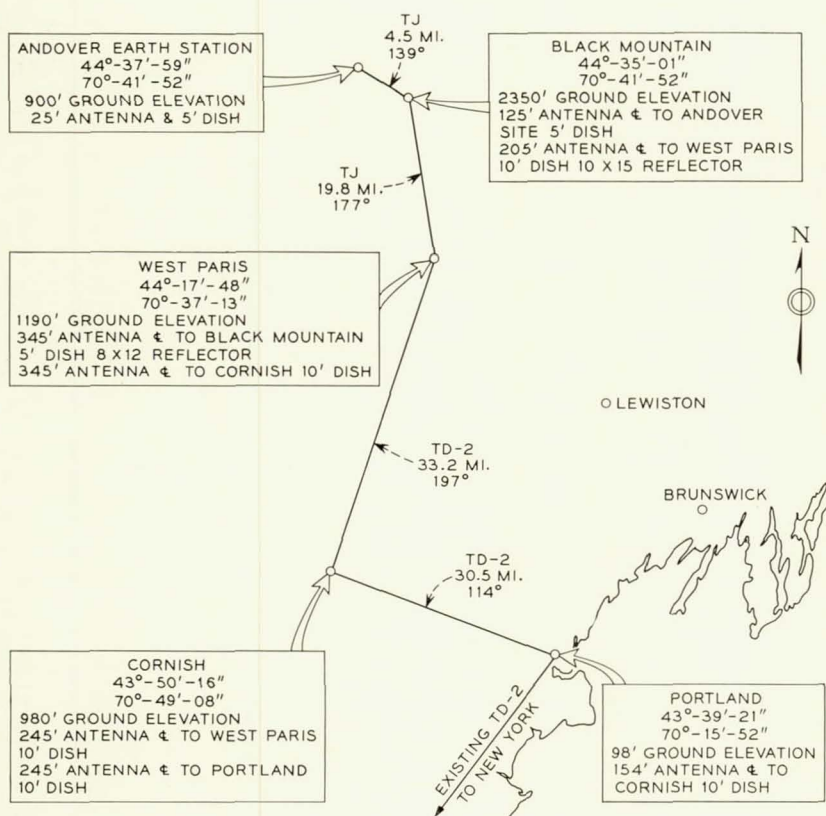 TJ
4.5 MI.
139°
ANDOVER EARTH STATION
44°-37'-59"
70°-41'-52"
900' GROUND ELEVATION
25' ANTENNA & 5' DISH
BLACK MOUNTAIN
44°-35'-01"
70°-41'-52"
2350' GROUND ELEVATION
125' ANTENNA ℄ TO ANDOVER
SITE 5' DISH
205' ANTENNA ℄ TO WEST PARIS
10' DISH 10 X 15 REFLECTOR
TJ
19.8 MI.
177°
N
WEST PARIS
44°-17'-48"
70°-37'-13"
1190' GROUND ELEVATION
345' ANTENNA ℄ TO BLACK MOUNTAIN
5' DISH 8 X 12 REFLECTOR
345' ANTENNA ℄ TO CORNISH 10' DISH
LEWISTON
TD-2
33.2 MI.
197°
BRUNSWICK
TD-2
30.5 MI.
114°
CORNISH
43°-50'-16"
70°-49'-08"
980' GROUND ELEVATION
245' ANTENNA ℄ TO WEST PARIS
10' DISH
245' ANTENNA ℄ TO PORTLAND
10' DISH
EXISTING TD-2
TO NEW YORK
PORTLAND
43°-39'-21"
70°-15'-52"
98' GROUND ELEVATION
154' ANTENNA ℄ TO
CORNISH 10' DISH